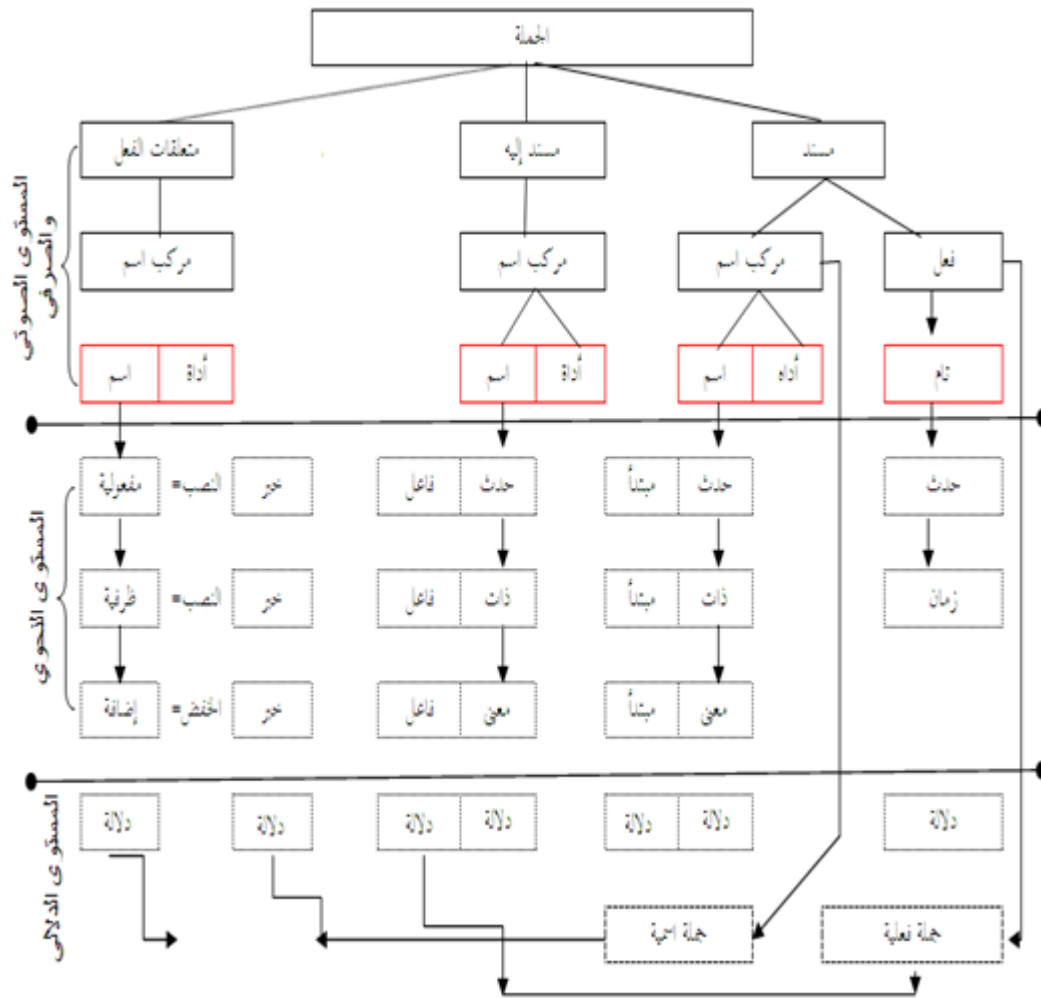 الجملة
مسند مسند إليه متعلقات الفعل
فعل مركب اسم مركب اسم مركب اسم
تام أداه اسم أداة اسم أداة اسم
المستوى الصوتي
والصرفي
حدث حدث مبتدأ حدث فاعل خبر النصب= مفعولية
زمان ذات مبتدأ ذات فاعل خبر النصب= ظرفية
معنى مبتدأ معنى فاعل خبر الخفض= إضافة
المستوى النحوي
دلالة دلالة دلالة دلالة دلالة دلالة دلالة
جملة فعلية جملة اسمية
المستوى الدلالي